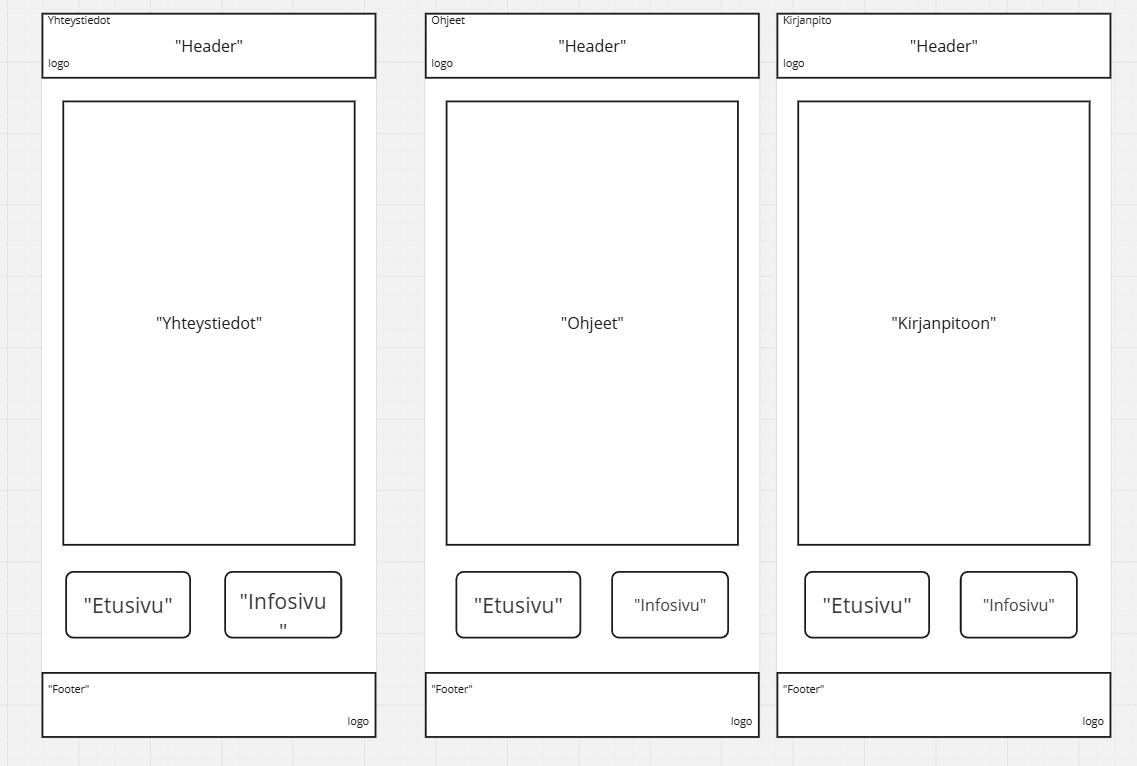 Yhteystiedot
"Header"
logo
"Yhteystiedot"
"Etusivu"
"Infosivu
"
"Footer"
logo
Ohjeet
"Header"
logo
"Ohjeet"
"Etusivu"
"Infosivu"
"Footer"
logo
Kirjanpito
"Header"
logo
"Kirjanpitoon"
"Etusivu"
"Infosivu"
"Footer"
logo